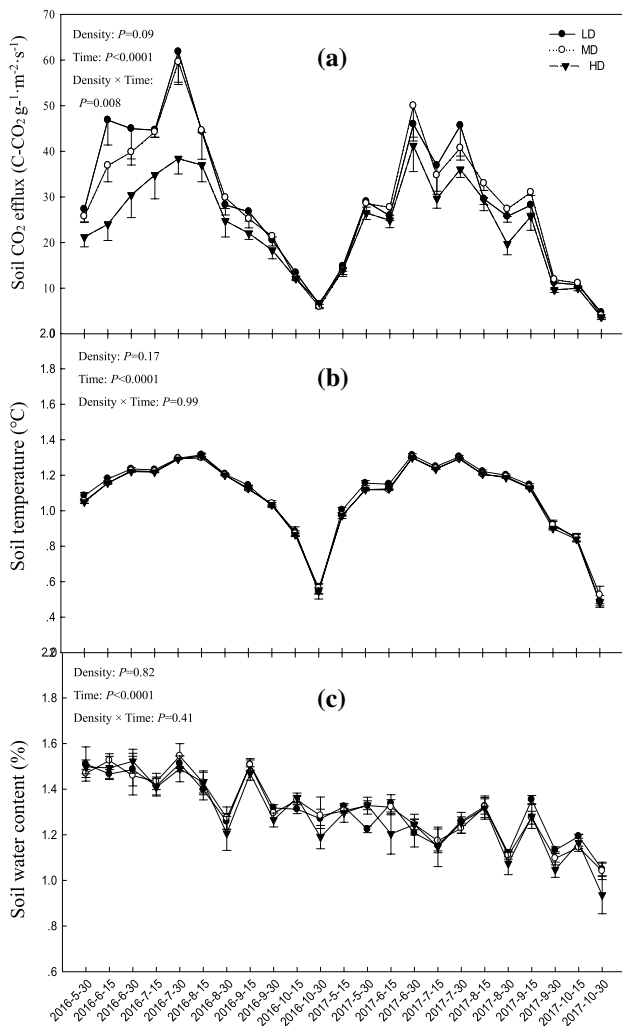 70
60
50
40
30
20
10
Soil CO2 efflux (C-CO2 g-1·m-2·s-1)
Density: P=0.09
Time: P<0.0001
Density × Time:
P=0.008
(a)
LD
MD
HD
2.0
1.8
1.6
1.4
1.2
1.0
.8
.6
.4
Soil temperature (°C)
Density: P=0.17
Time: P<0.0001
Density × Time: P=0.99
(b)
1.8
1.6
1.4
1.2
1.0
.8
.6
Soil water content (%)
Density: P=0.82
Time: P<0.0001
Density × Time: P=0.41
(c)
2016-5-30
2016-6-15
2016-6-30
2016-7-15
2016-7-30
2016-8-15
2016-8-30
2016-9-15
2016-9-30
2016-10-15
2016-10-30
2017-5-15
2017-5-30
2017-6-15
2017-6-30
2017-7-15
2017-7-30
2017-8-15
2017-8-30
2017-9-15
2017-9-30
2017-10-15
2017-10-30